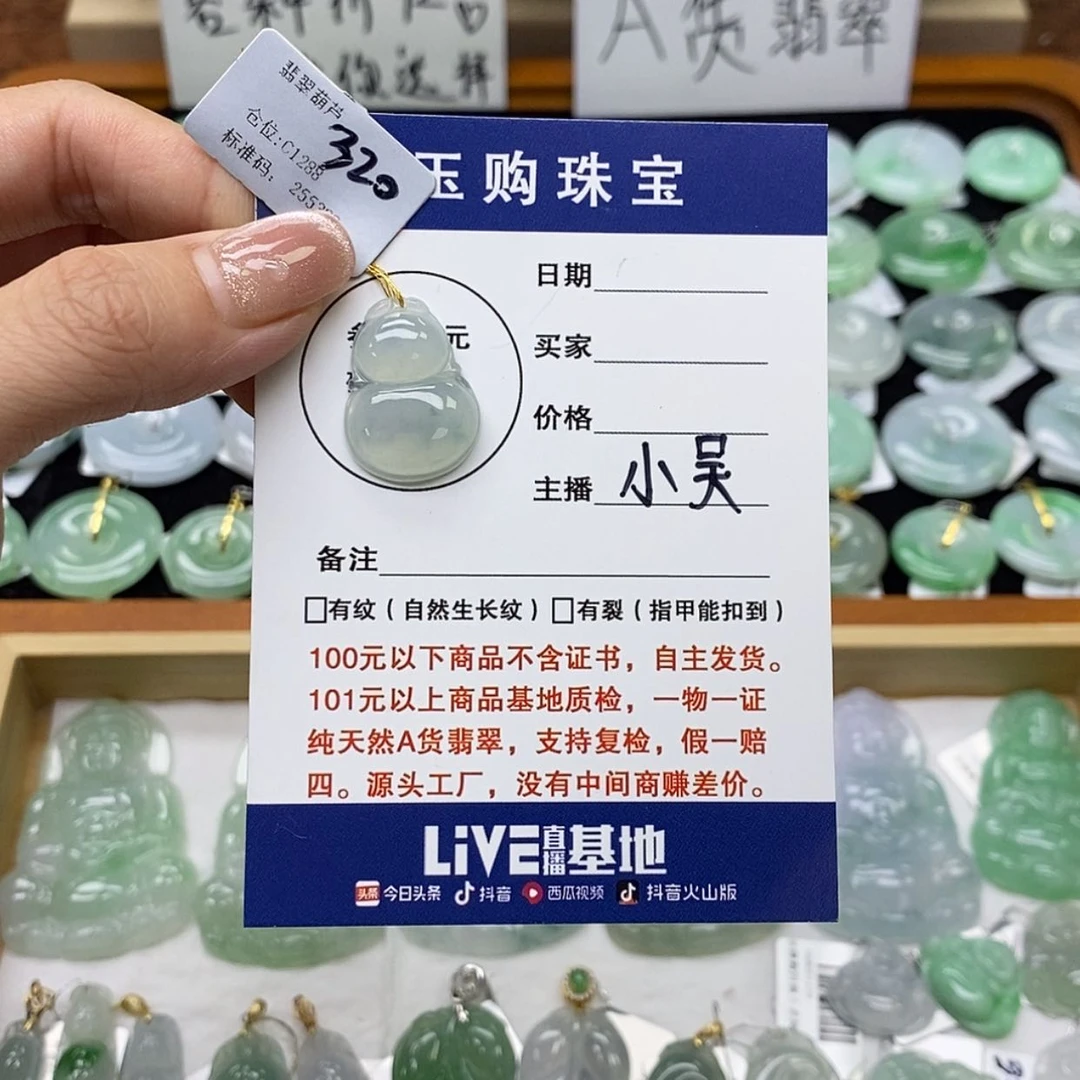 A货翡翠
翡翠葫芦
仓位:C1288
标准码:
320
玉购珠宝
元
日期
买家
价格
主播 小吴
备注
有纹(自然生长纹) 有裂(指甲能扣到)
100元以下商品不含证书，自主发货。
101元以上商品基地质检，一物一证
纯天然A货翡翠，支持复检，假一赔
四。源头工厂，没有中间商赚差价。
LiVE直播基地
头条 今日头条 抖音 西瓜视频 抖音火山版